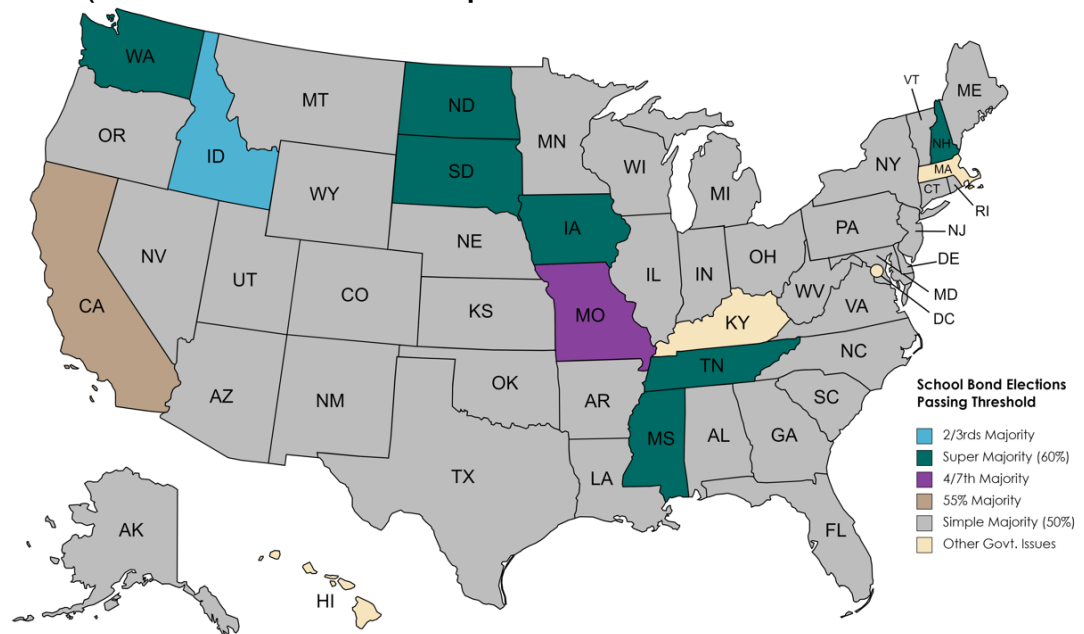 WA
MT
ND
MN
VT
ME
OR
ID
SD
WI
NH
NY
MI
MA
WY
CT
RI
IA
PA
NJ
NE
NV
OH
DE
UT
IL
IN
CO
WV
MD
CA
KS
MO
VA
DC
KY
NC
TN
OK
AZ
NM
AR
SC
MS
AL
GA
TX
LA
FL
AK
HI
School Bond Elections
Passing Threshold
2/3rds Majority
Super Majority (60%)
4/7th Majority
55% Majority
Simple Majority (50%)
Other Govt. Issues